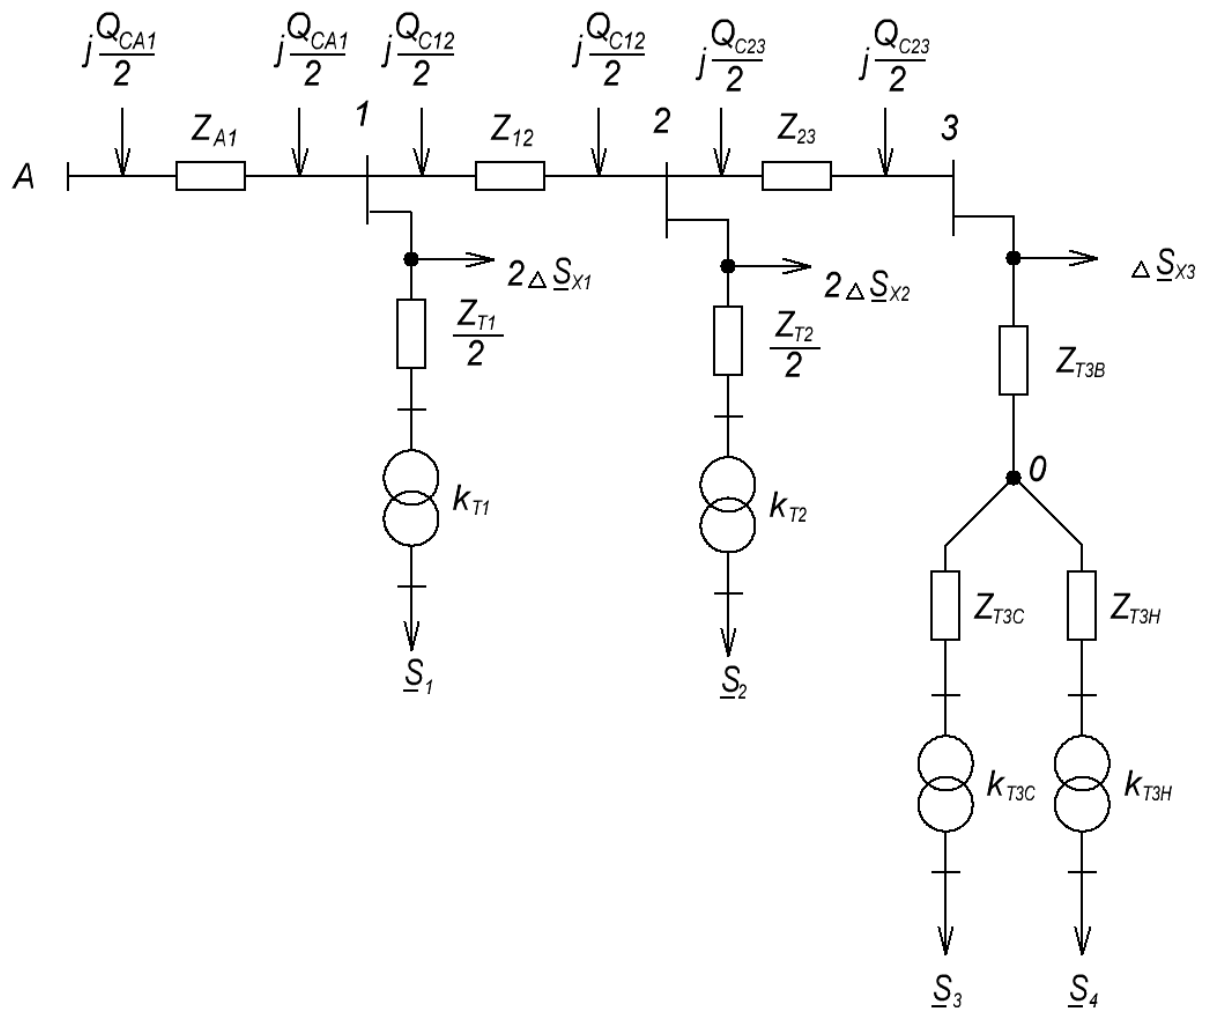 j Q_CA1/2 j Q_CA1/2 j Q_C12/2 j Q_C12/2 j Q_C23/2 j Q_C23/2
A Z_A1 1 Z_12 2 Z_23 3
2△S_X1 2△S_X2 △S_X3
Z_T1/2 Z_T2/2 Z_T3B
0
k_T1 k_T2
Z_T3C Z_T3H
S_1 S_2
k_T3C k_T3H
S_3 S_4